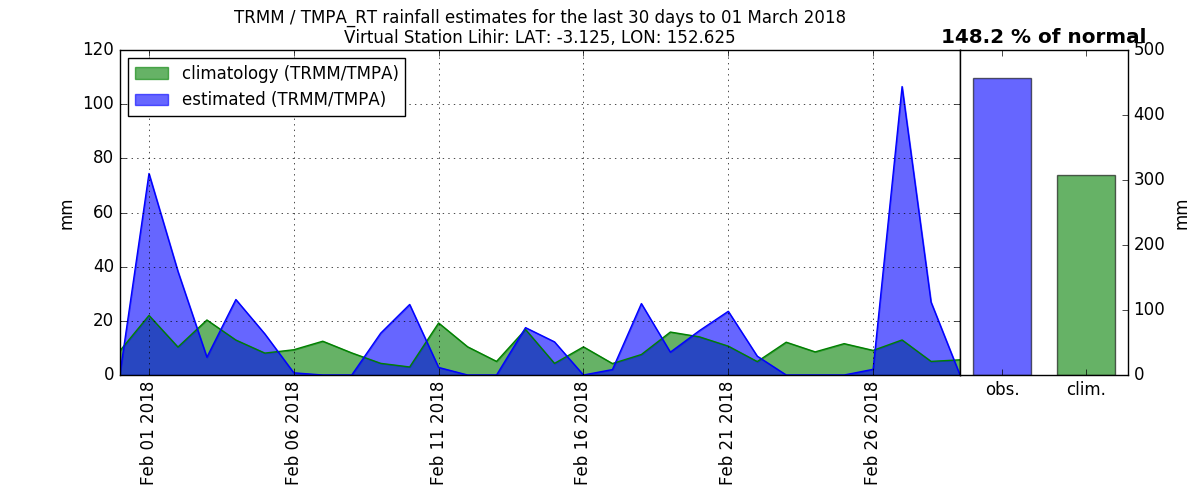 TRMM / TMPA_RT rainfall estimates for the last 30 days to 01 March 2018
Virtual Station Lihir: LAT: -3.125, LON: 152.625
148.2 % of normal
climatology (TRMM/TMPA)
estimated (TRMM/TMPA)
120
100
80
60
40
20
0
mm
Feb 01 2018
Feb 06 2018
Feb 11 2018
Feb 16 2018
Feb 21 2018
Feb 26 2018
500
400
300
200
100
0
mm
obs.
clim.